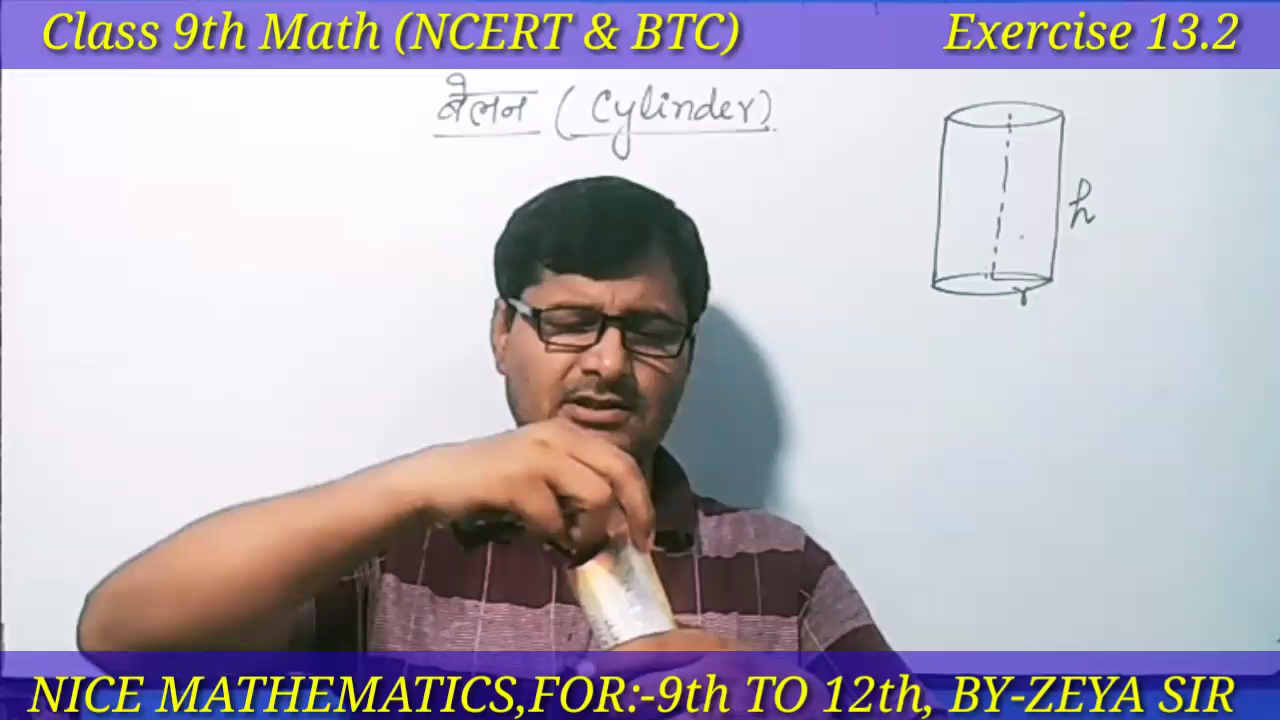 Class 9th Math (NCERT & BTC) Exercise 13.2
बेलन (Cylinder)
h
r
NICE MATHEMATICS,FOR:-9th TO 12th, BY-ZEYA SIR